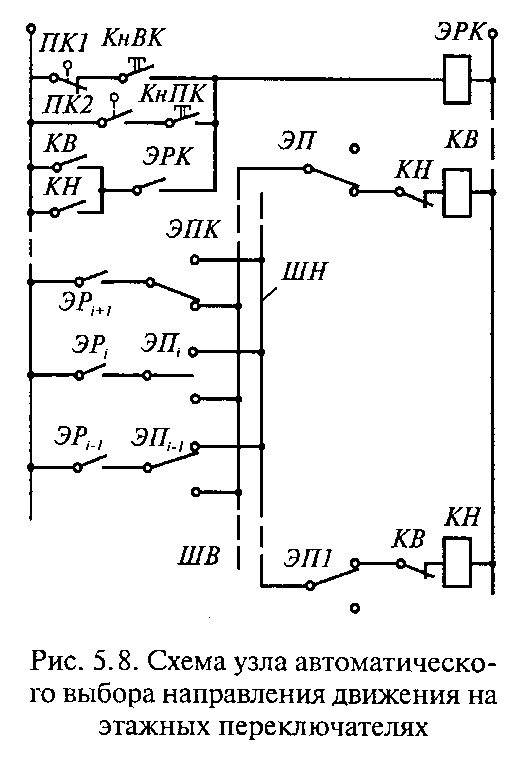 ПК1 КнВК ЭРК
ПК2 КнПК
КВ ЭРК ЭП КВ
КН КН
ЭПК
ШН
ЭРi+1
ЭРi ЭПi
ЭРi-1 ЭПi-1
ШВ ЭП1 КВ КН
Рис. 5.8. Схема узла автоматическо-
го выбора направления движения на
этажных переключателях